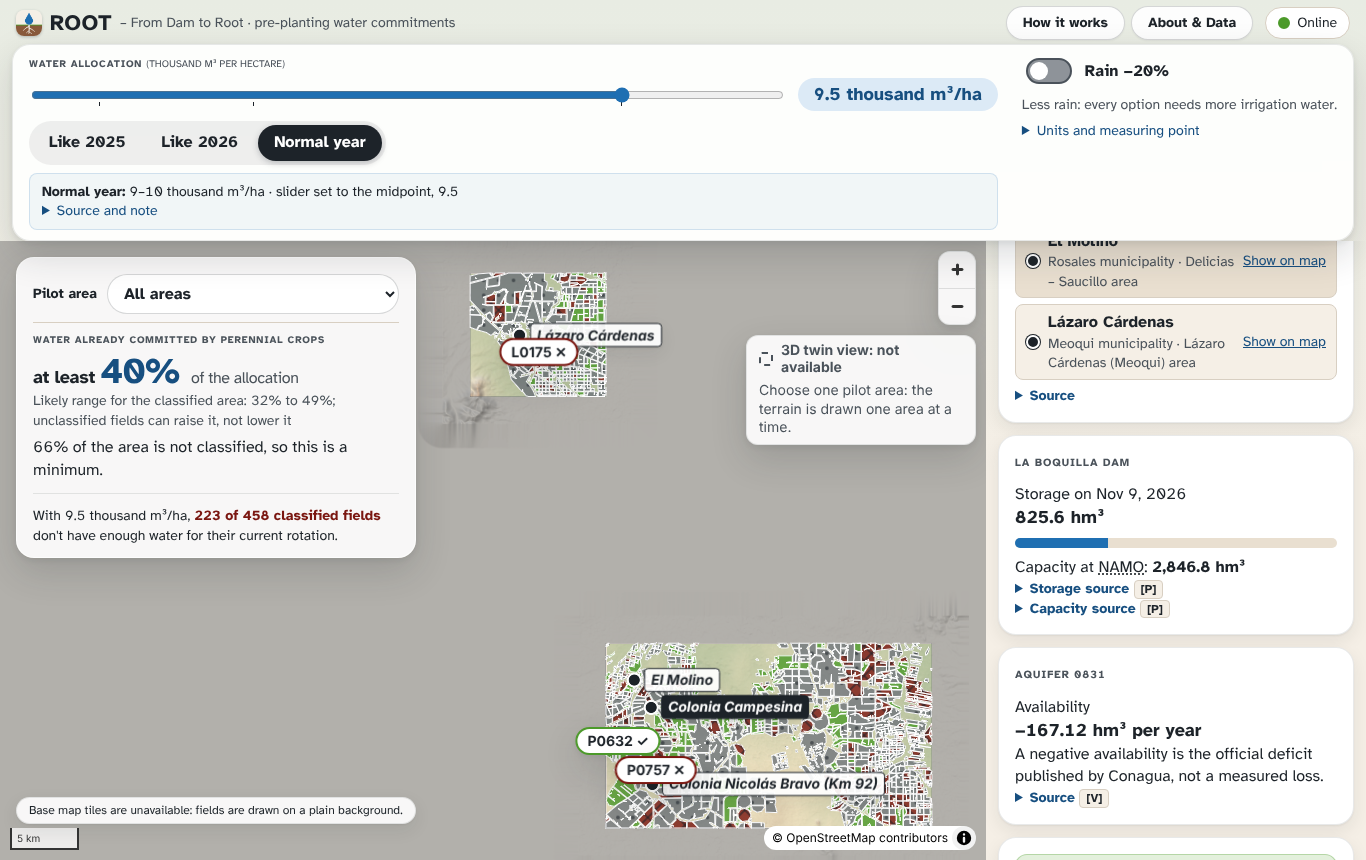 ROOT – From Dam to Root · pre-planting water commitments
How it works
About & Data
Online
WATER ALLOCATION (THOUSAND M³ PER HECTARE)
9.5 thousand m³/ha
Like 2025
Like 2026
Normal year
Normal year: 9–10 thousand m³/ha · slider set to the midpoint, 9.5
Source and note
Rain −20%
Less rain: every option needs more irrigation water.
Units and measuring point
Pilot area
All areas
WATER ALREADY COMMITTED BY PERENNIAL CROPS
at least 40% of the allocation
Likely range for the classified area: 32% to 49%;
unclassified fields can raise it, not lower it
66% of the area is not classified, so this is a
minimum.
With 9.5 thousand m³/ha, 223 of 458 classified fields
don't have enough water for their current rotation.
Lázaro Cárdenas
L0175 ✕
+
−
3D twin view: not
available
Choose one pilot area: the
terrain is drawn one area at a
time.
El Molino
Colonia Campesina
P0632 ✓
P0757 ✕
Colonia Nicolás Bravo (Km 92)
Base map tiles are unavailable: fields are drawn on a plain background.
5 km
© OpenStreetMap contributors
El Molino
Rosales municipality · Delicias
– Saucillo area
Show on map
Lázaro Cárdenas
Meoqui municipality · Lázaro
Cárdenas (Meoqui) area
Show on map
Source
LA BOQUILLA DAM
Storage on Nov 9, 2026
825.6 hm³
Capacity at NAMO: 2,846.8 hm³
Storage source [P]
Capacity source [P]
AQUIFER 0831
Availability
−167.12 hm³ per year
A negative availability is the official deficit
published by Conagua, not a measured loss.
Source [V]